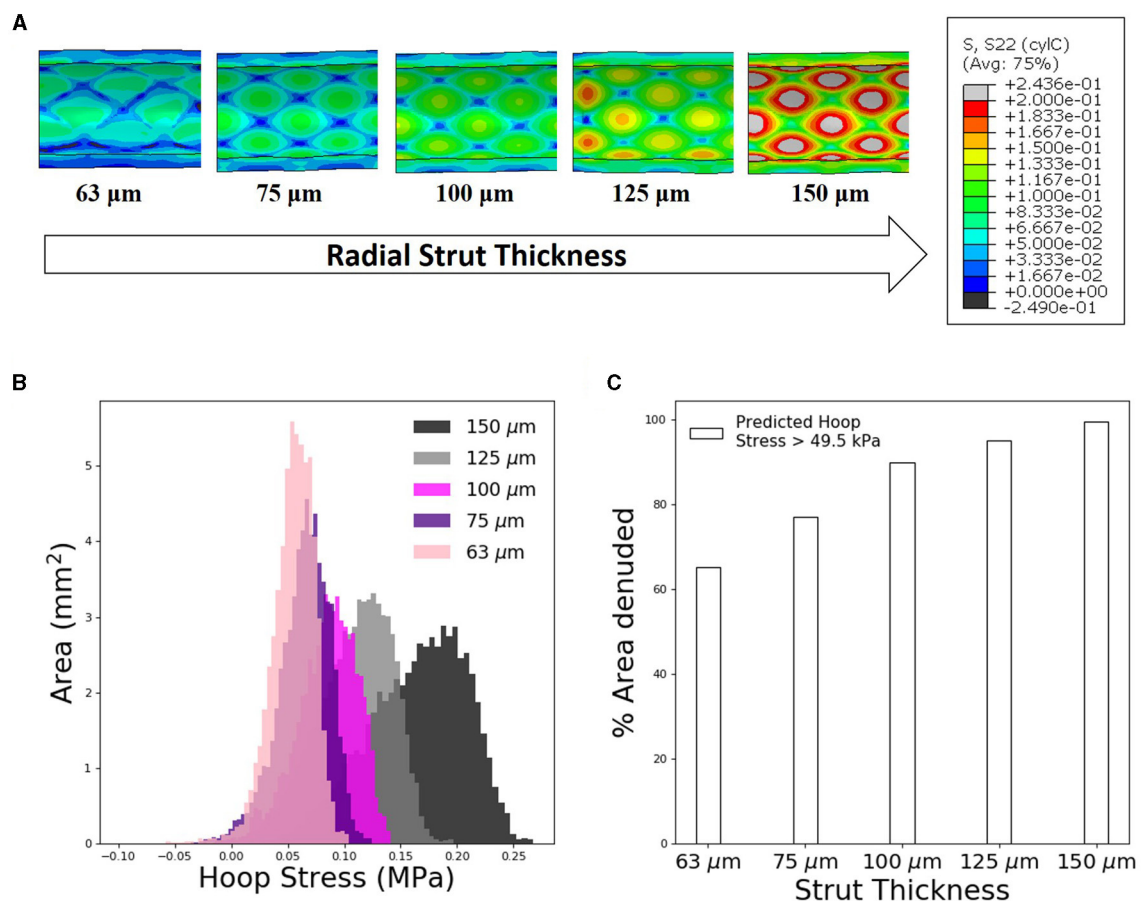 A
63 µm
75 µm
100 µm
125 µm
150 µm
Radial Strut Thickness
S, S22 (cylC)
(Avg: 75%)
+2.436e-01
+2.000e-01
+1.833e-01
+1.667e-01
+1.500e-01
+1.333e-01
+1.167e-01
+1.000e-01
+8.333e-02
+6.667e-02
+5.000e-02
+3.333e-02
+1.667e-02
+0.000e+00
-2.490e-01
B
150 µm
125 µm
100 µm
75 µm
63 µm
Area (mm²)
5
4
3
2
1
0
−0.10
−0.05
0.00
0.05
0.10
0.15
0.20
0.25
Hoop Stress (MPa)
C
Predicted Hoop
Stress > 49.5 kPa
% Area denuded
100
80
60
40
20
0
63 µm
75 µm
100 µm
125 µm
150 µm
Strut Thickness